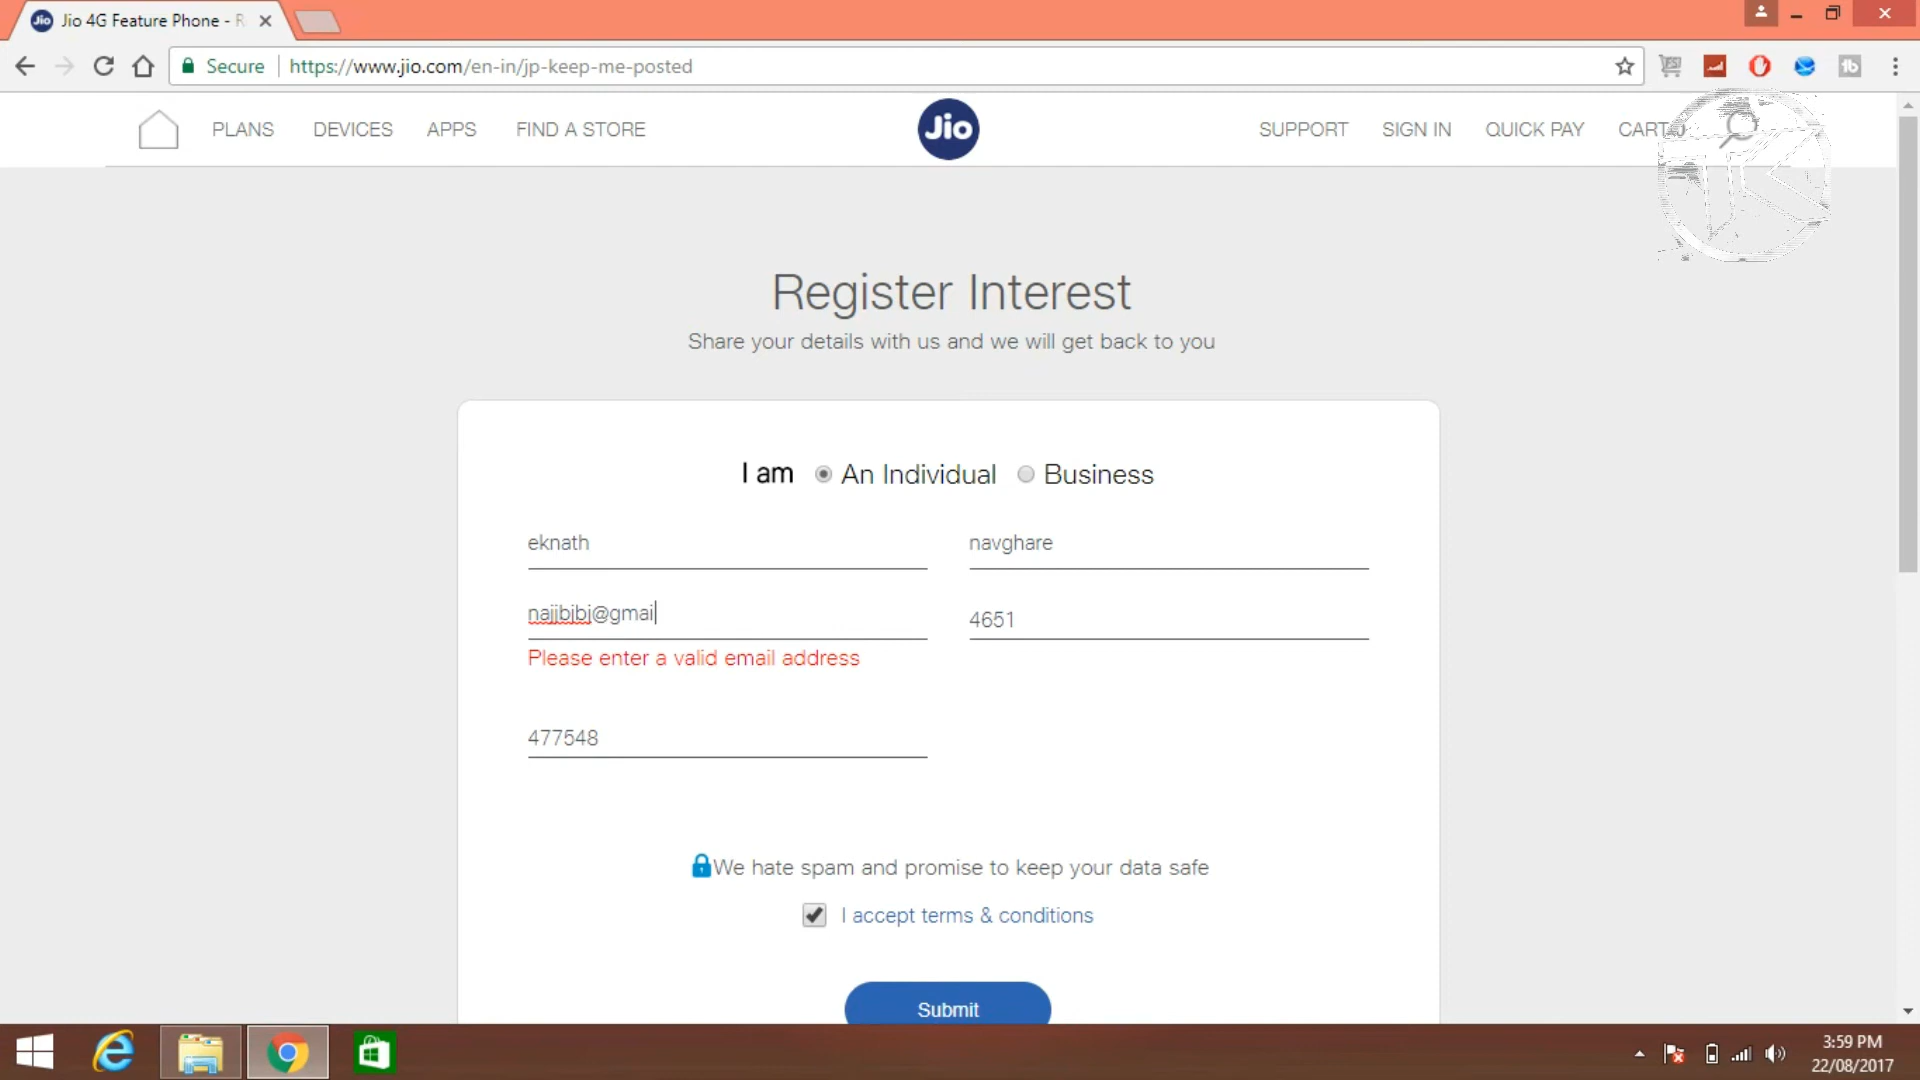 Jio 4G Feature Phone - R
Secure https://www.jio.com/en-in/jp-keep-me-posted
PLANS DEVICES APPS FIND A STORE Jio SUPPORT SIGN IN QUICK PAY CART
Register Interest
Share your details with us and we will get back to you
I am An Individual Business
eknath navghare
najjbjbj@gmai 4651
Please enter a valid email address
477548
We hate spam and promise to keep your data safe
I accept terms & conditions
Submit
3:59 PM
22/08/2017